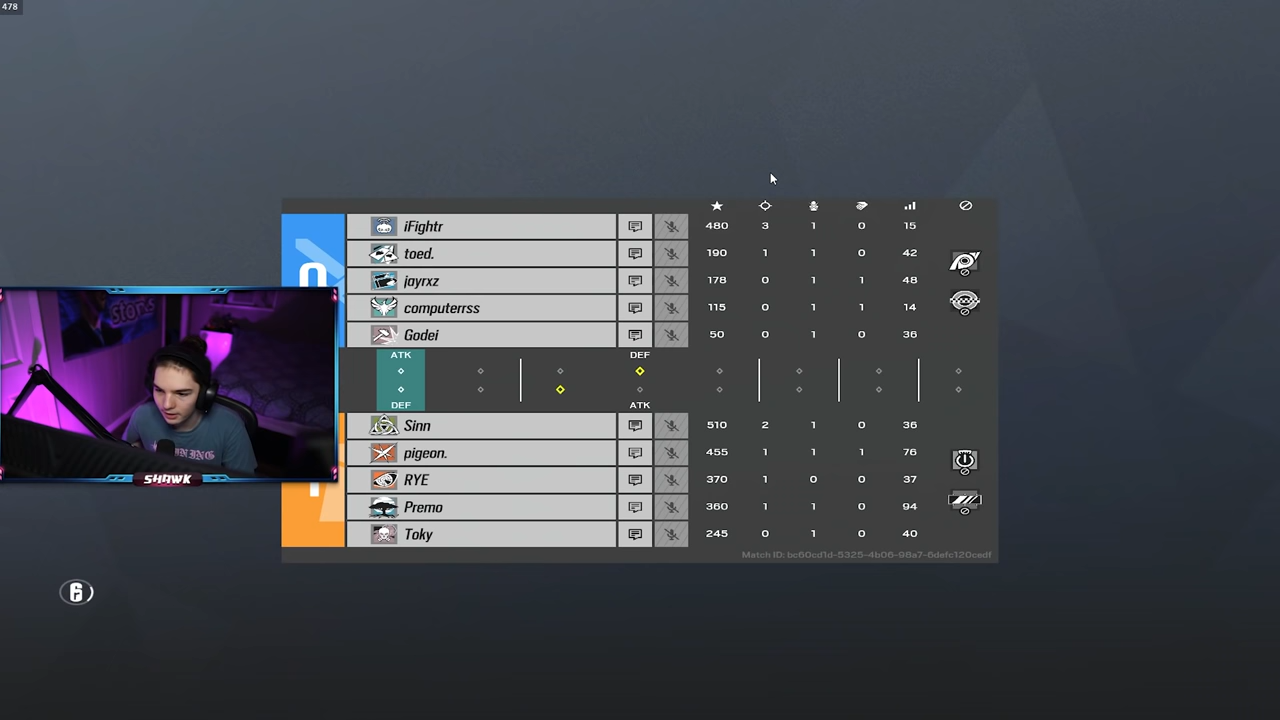 478
iFightr 480 3 1 0 15
toed. 190 1 1 0 42
jayrxz 178 0 1 1 48
computerrss 115 0 1 1 14
Godei 50 0 1 0 36
ATK DEF
DEF ATK
Sinn 510 2 1 0 36
pigeon. 455 1 1 1 76
RYE 370 1 0 0 37
Premo 360 1 1 0 94
Toky 245 0 1 0 40
SHAWK
6